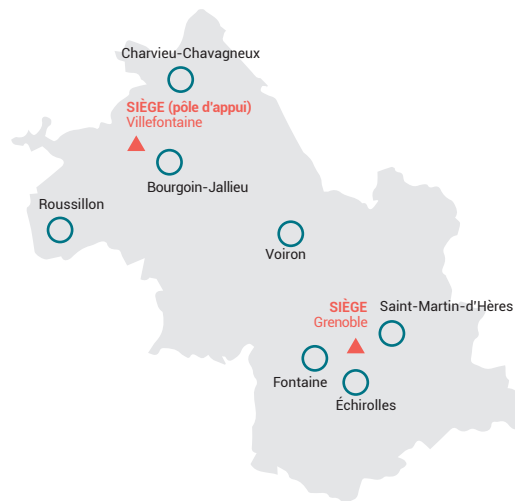 Charvieu-Chavagneux
SIÈGE (pôle d'appui)
Villefontaine
Bourgoin-Jallieu
Roussillon
Voiron
SIÈGE
Grenoble
Saint-Martin-d'Hères
Fontaine
Échirolles